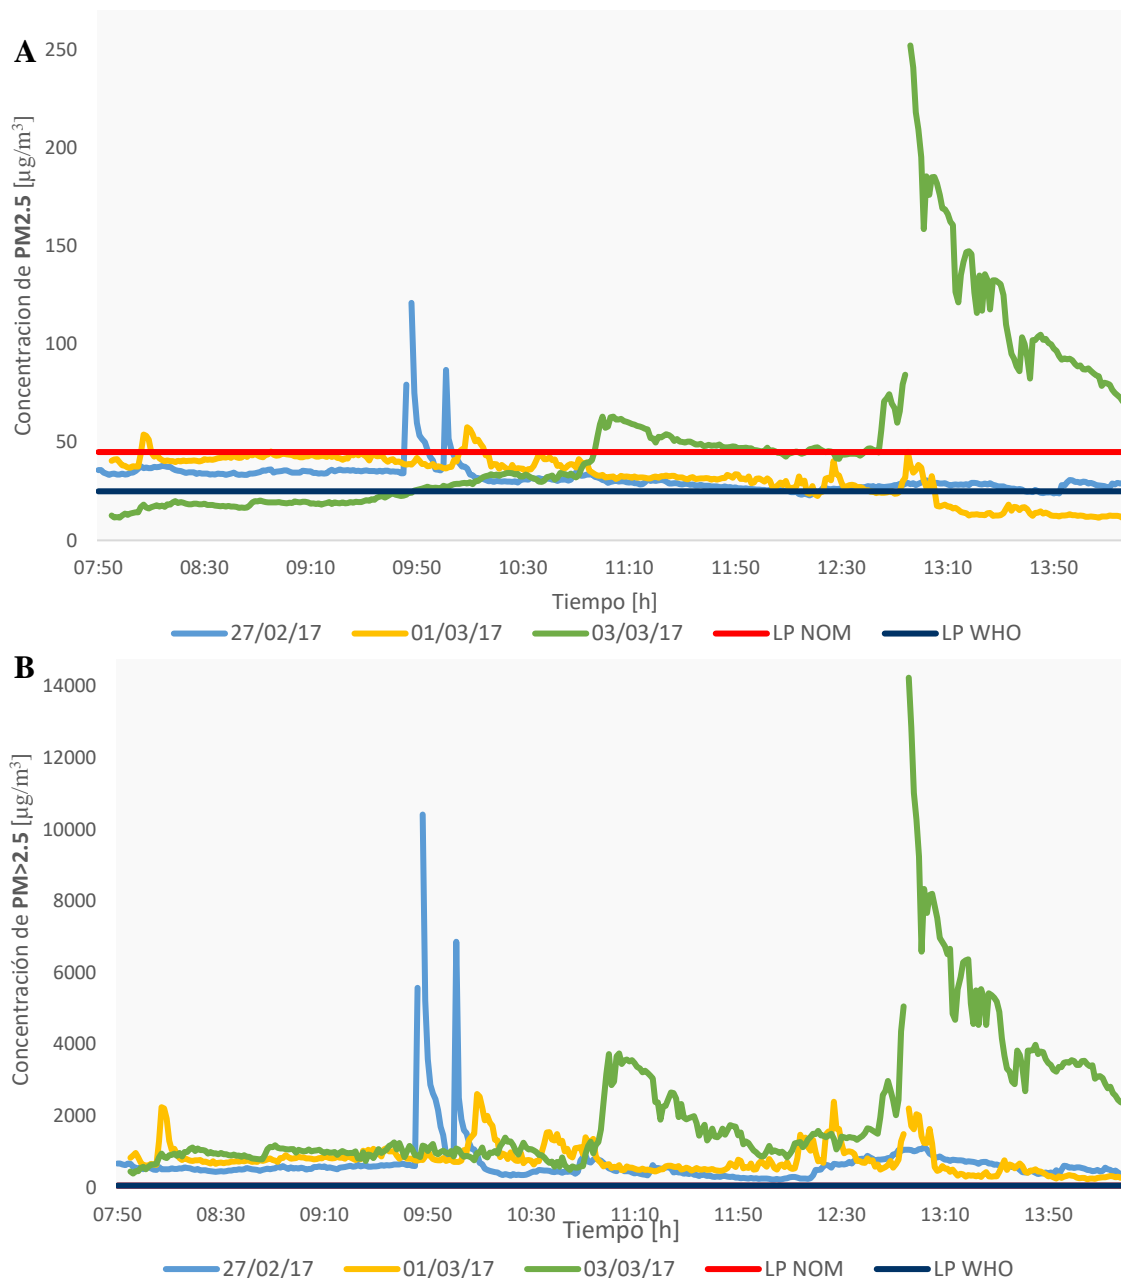 A
Concentracion de PM2.5 [µg/m³]
250
200
150
100
50
0
07:50 08:30 09:10 09:50 10:30 11:10 11:50 12:30 13:10 13:50
Tiempo [h]
27/02/17 01/03/17 03/03/17 LP NOM LP WHO
B
Concentración de PM>2.5 [µg/m³]
14000
12000
10000
8000
6000
4000
2000
0
07:50 08:30 09:10 09:50 10:30 11:10 11:50 12:30 13:10 13:50
Tiempo [h]
27/02/17 01/03/17 03/03/17 LP NOM LP WHO